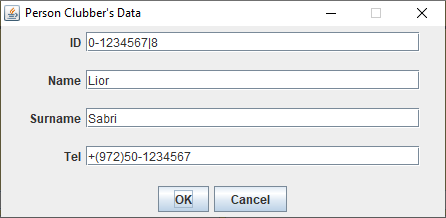 Person Clubber's Data
ID 0-1234567|8
Name Lior
Surname Sabri
Tel +(972)50-1234567
OK Cancel